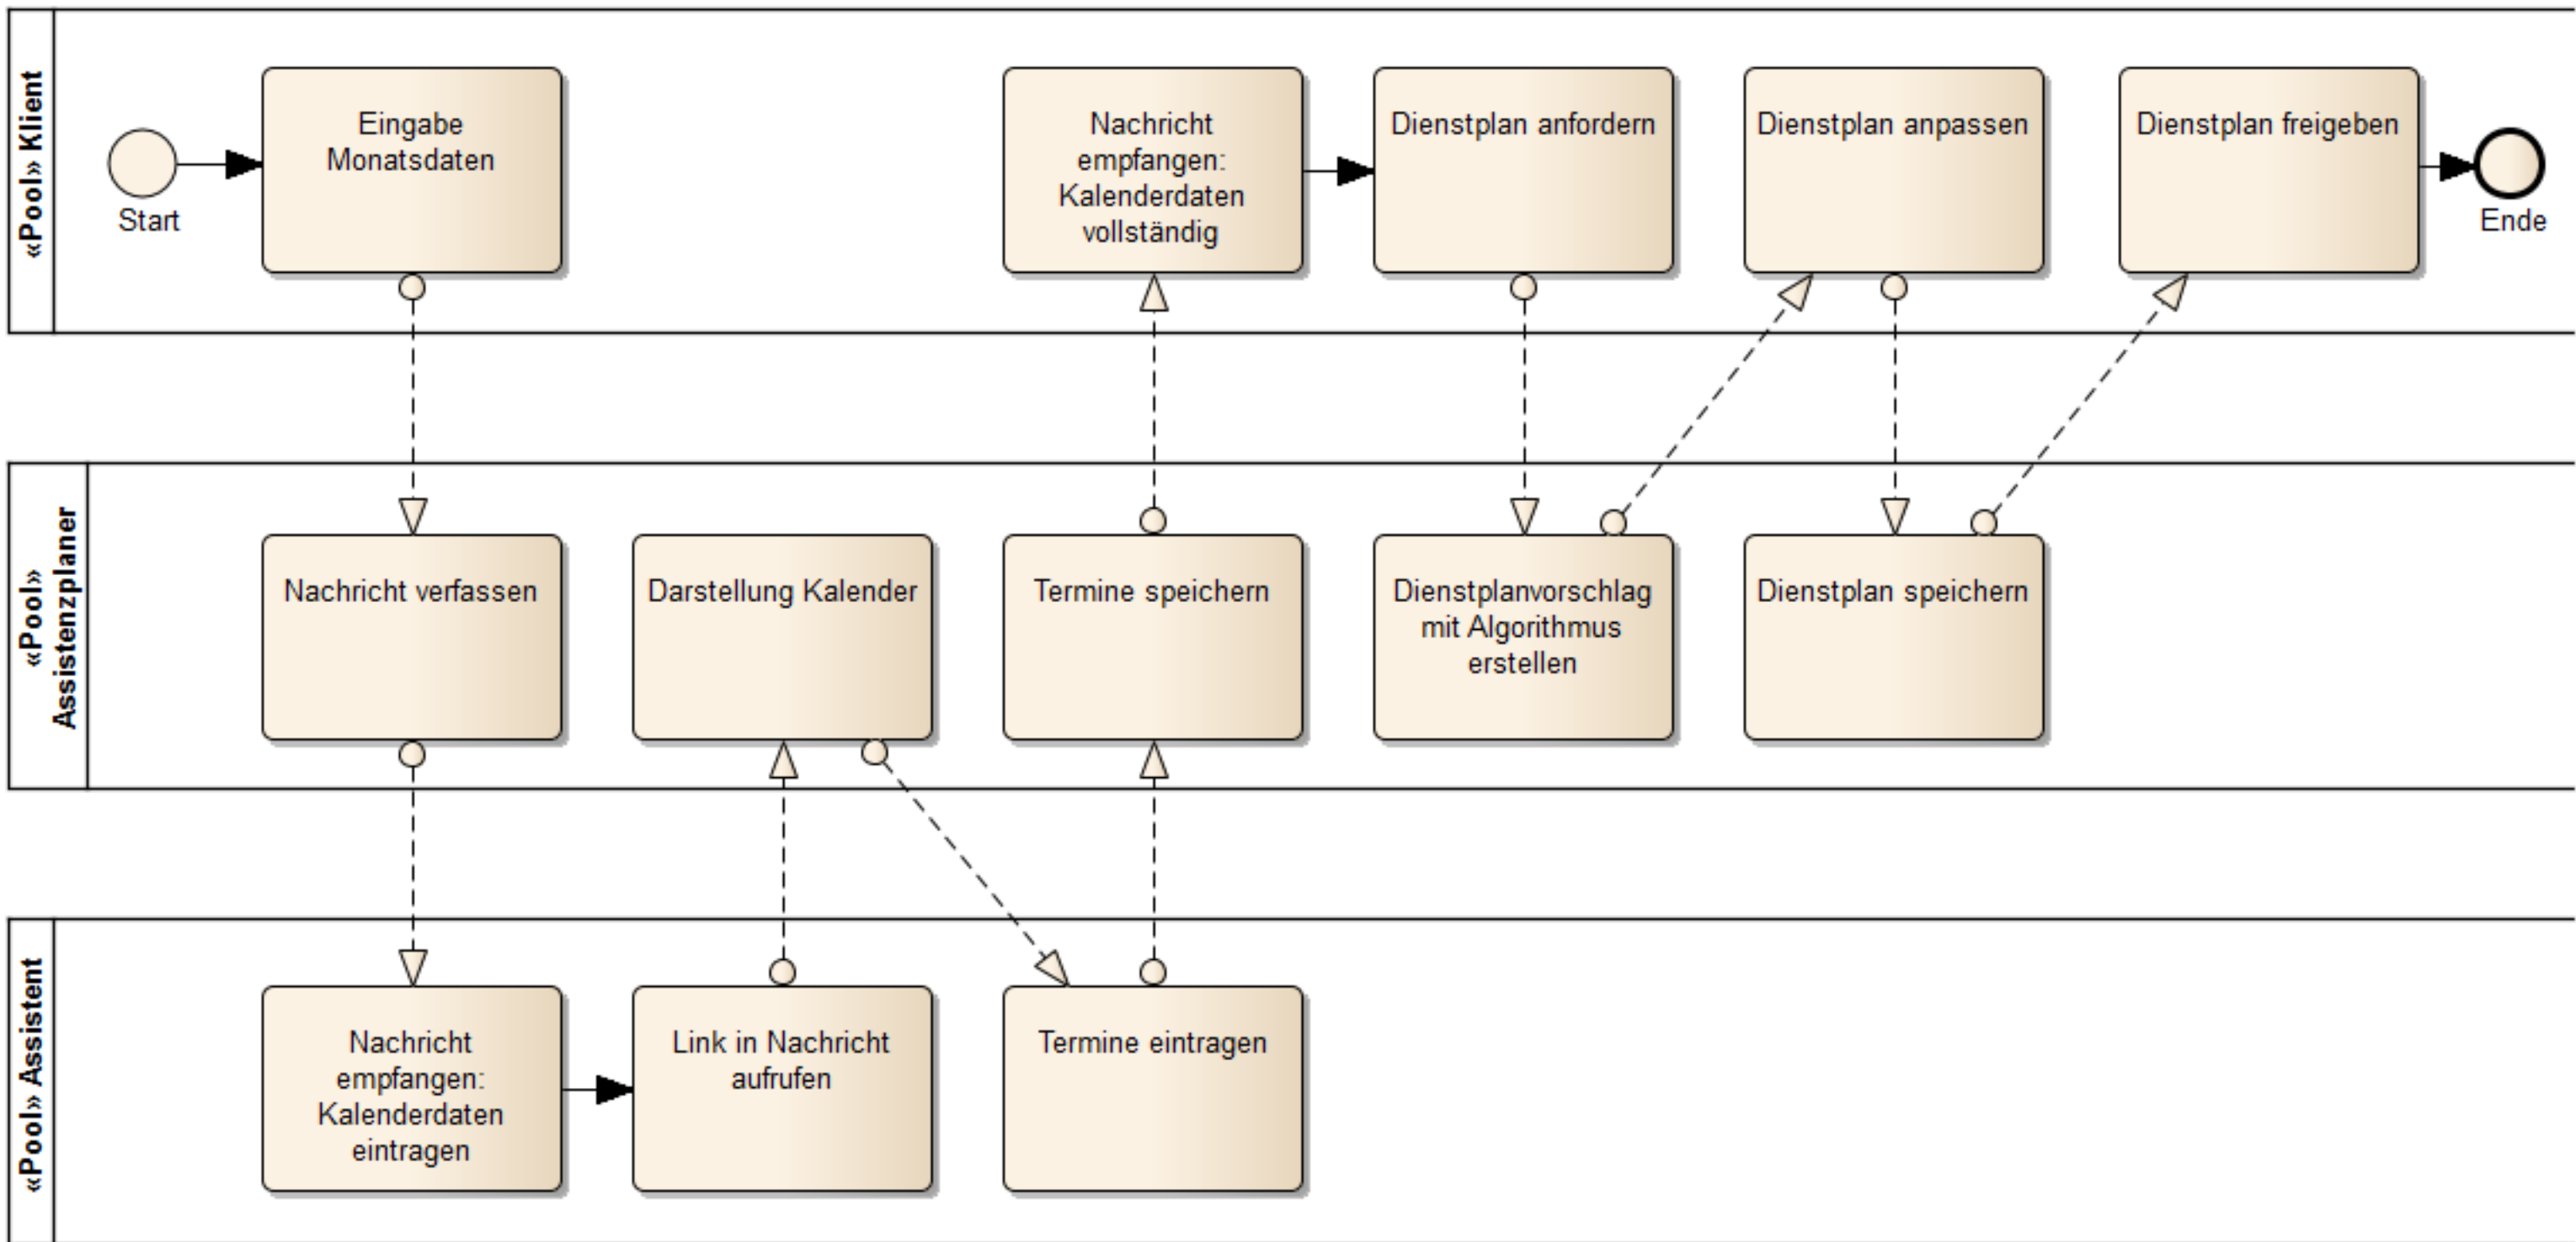 «Pool» Klient
Start
Eingabe
Monatsdaten
Nachricht
empfangen:
Kalenderdaten
vollständig
Dienstplan anfordern
Dienstplan anpassen
Dienstplan freigeben
Ende
«Pool»
Assistenzplaner
Nachricht verfassen
Darstellung Kalender
Termine speichern
Dienstplanvorschlag
mit Algorithmus
erstellen
Dienstplan speichern
«Pool» Assistent
Nachricht
empfangen:
Kalenderdaten
eintragen
Link in Nachricht
aufrufen
Termine eintragen